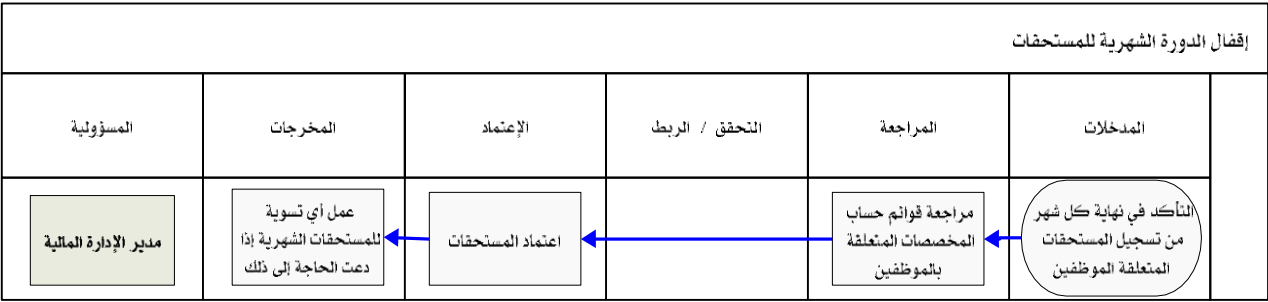 إقفال الدورة الشهرية للمستحقات
المدخلات
المراجعة
التحقق / الربط
الإعتماد
المخرجات
المسؤولية
التأكد في نهاية كل شهر
من تسجيل المستحقات
المتعلقة الموظفين
مراجعة قوائم حساب
المخصصات المتعلقة
بالموظفين
اعتماد المستحقات
عمل أي تسوية
للمستحقات الشهرية إذا
دعت الحاجة إلى ذلك
مدير الإدارة المالية